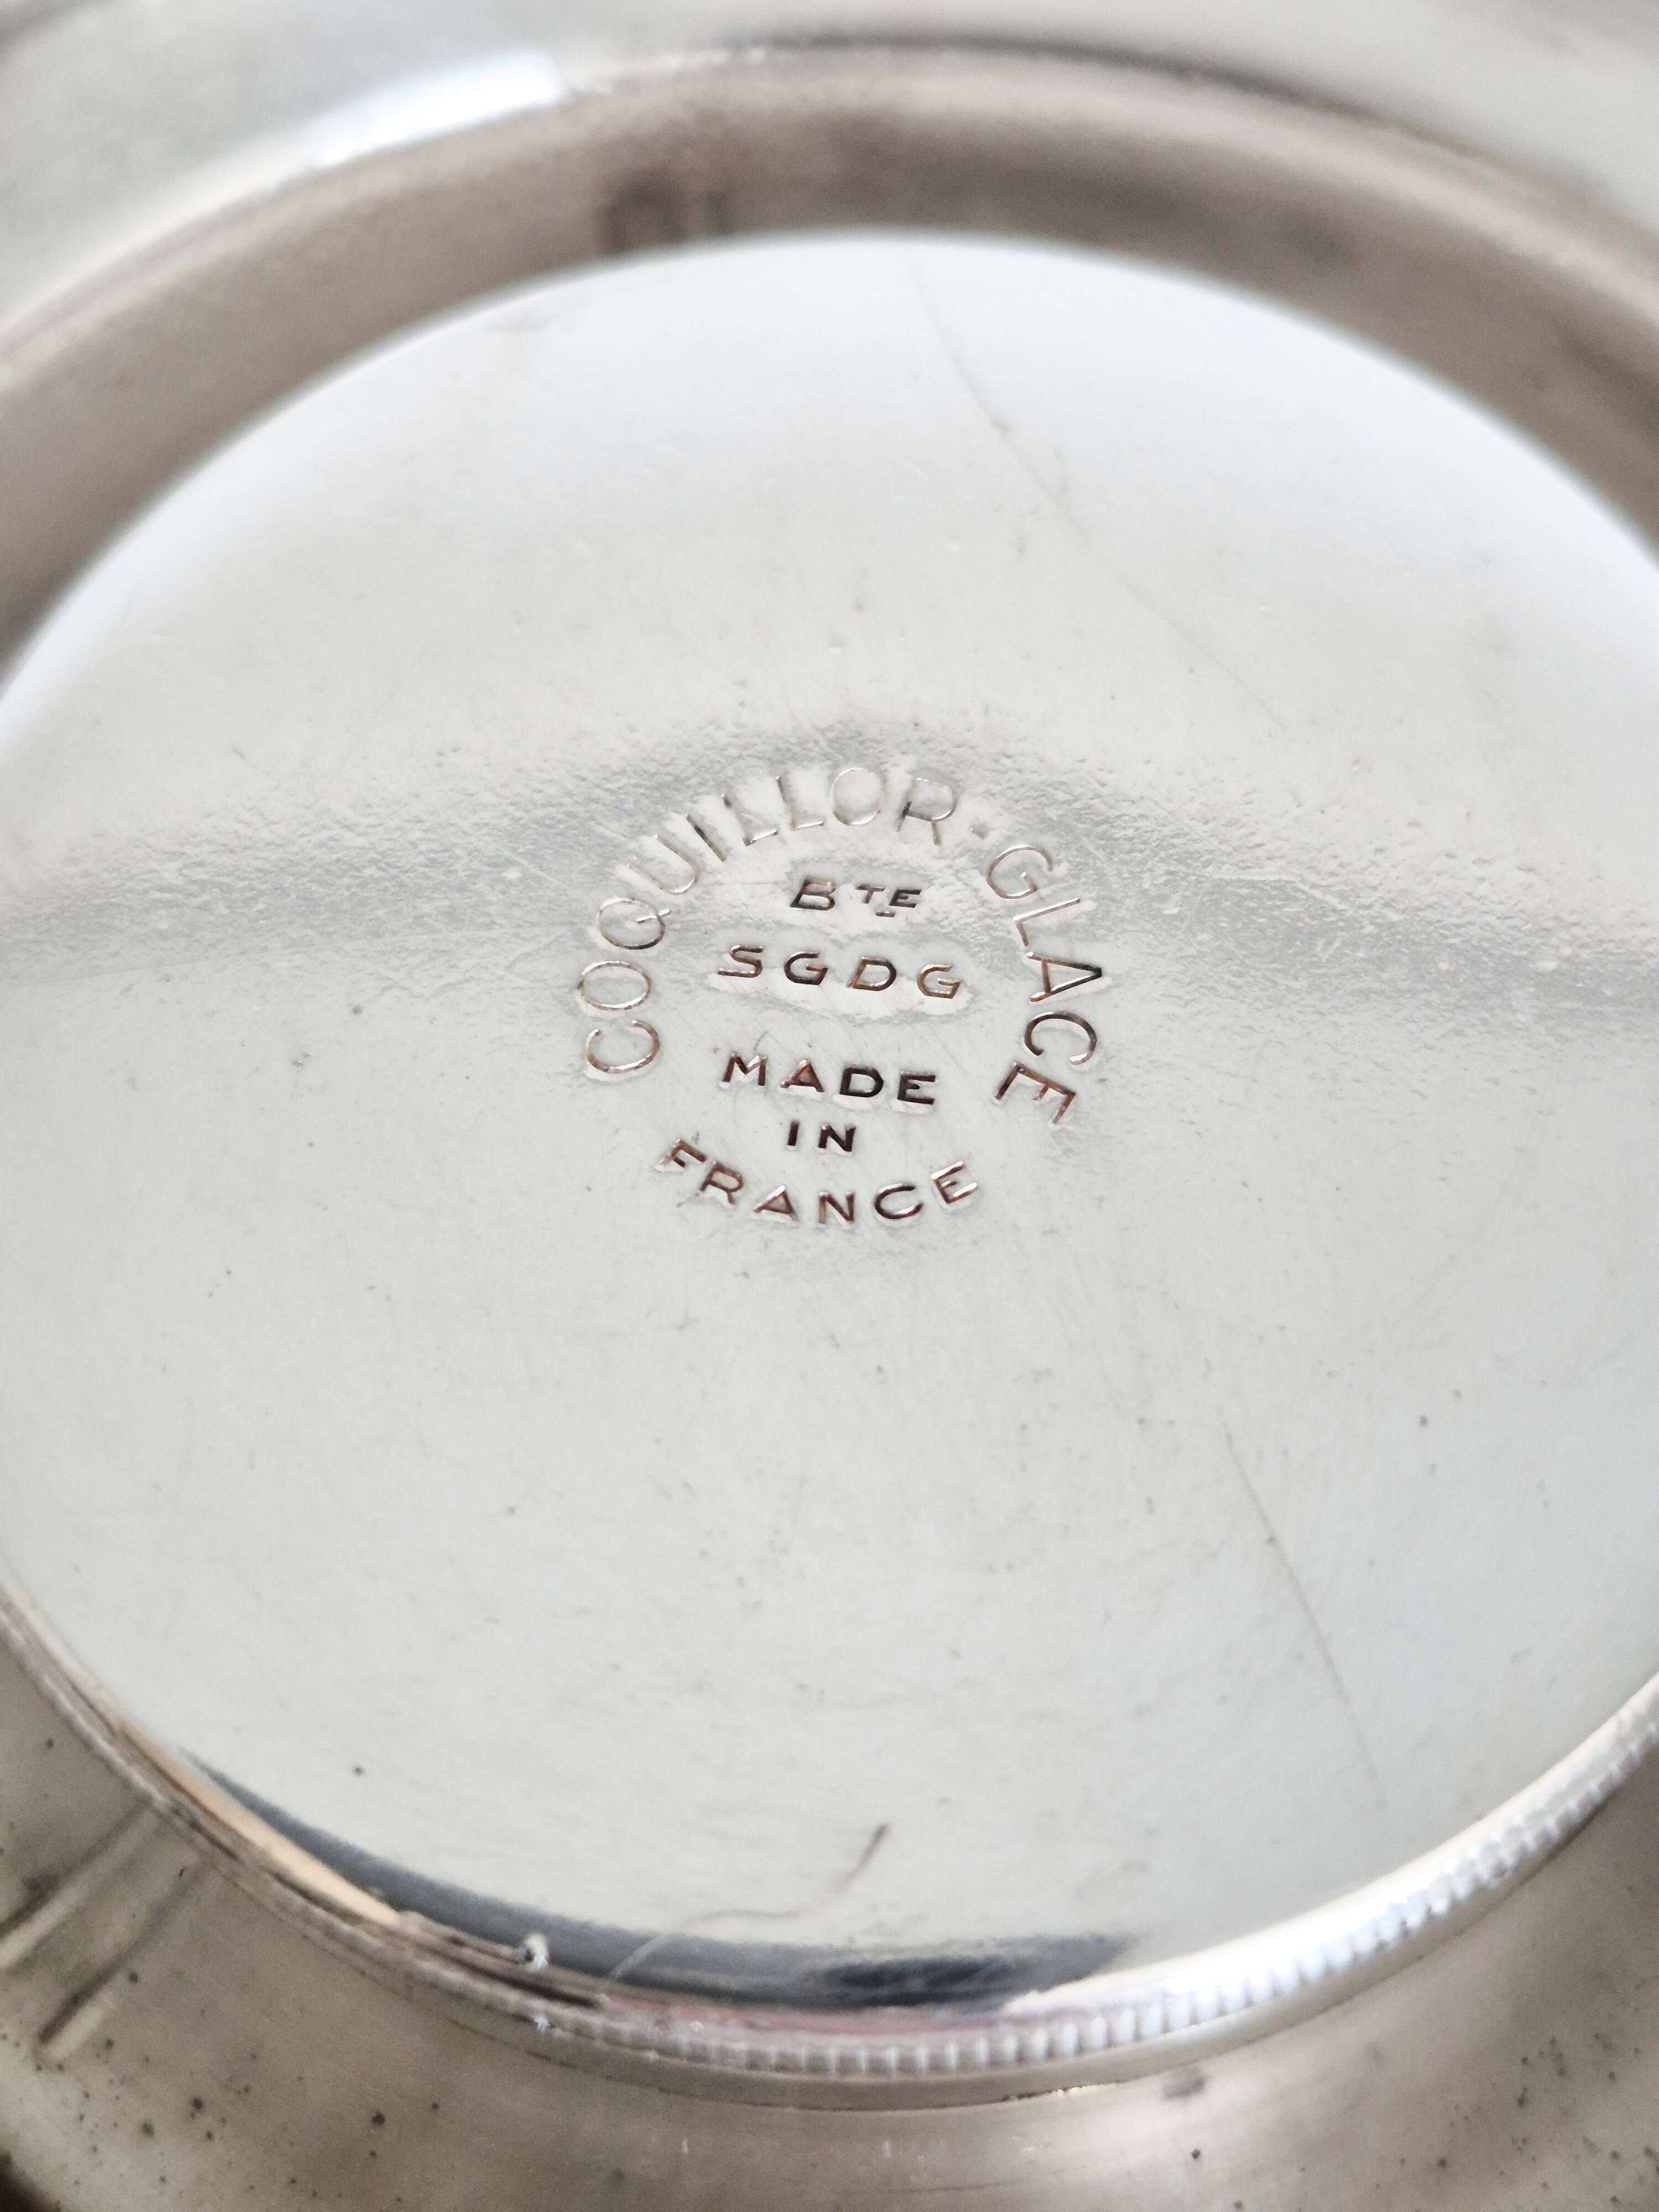 COQUILLOR-GLACE
BTE
SGDG
MADE
IN
FRANCE